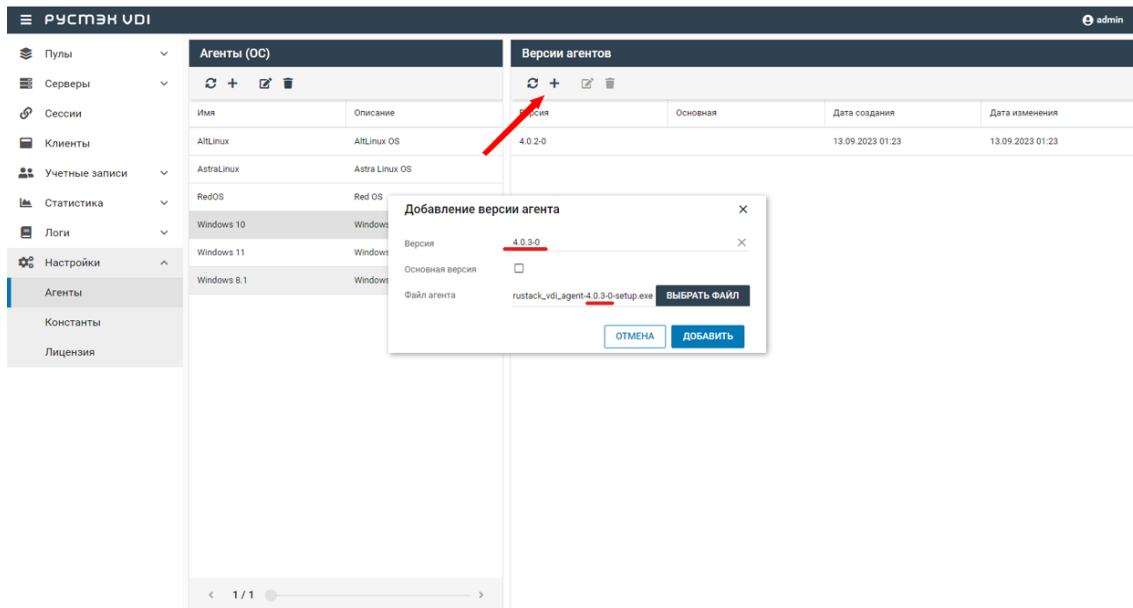 РУСТЭК VDI
admin
Пулы
Серверы
Сессии
Клиенты
Учетные записи
Статистика
Логи
Настройки
Агенты
Константы
Лицензия
Агенты (ОС)
Имя Описание
AltLinux AltLinux OS
AstraLinux Astra Linux OS
RedOS Red OS
Windows 10 Windows
Windows 11 Windows
Windows 8.1 Windows
1 / 1
Версии агентов
Версия Основная Дата создания Дата изменения
4.0.2-0 13.09.2023 01:23 13.09.2023 01:23
Добавление версии агента
Версия 4.0.3-0
Основная версия
Файл агента rustack_vdi_agent-4.0.3-0-setup.exe ВЫБРАТЬ ФАЙЛ
ОТМЕНА ДОБАВИТЬ